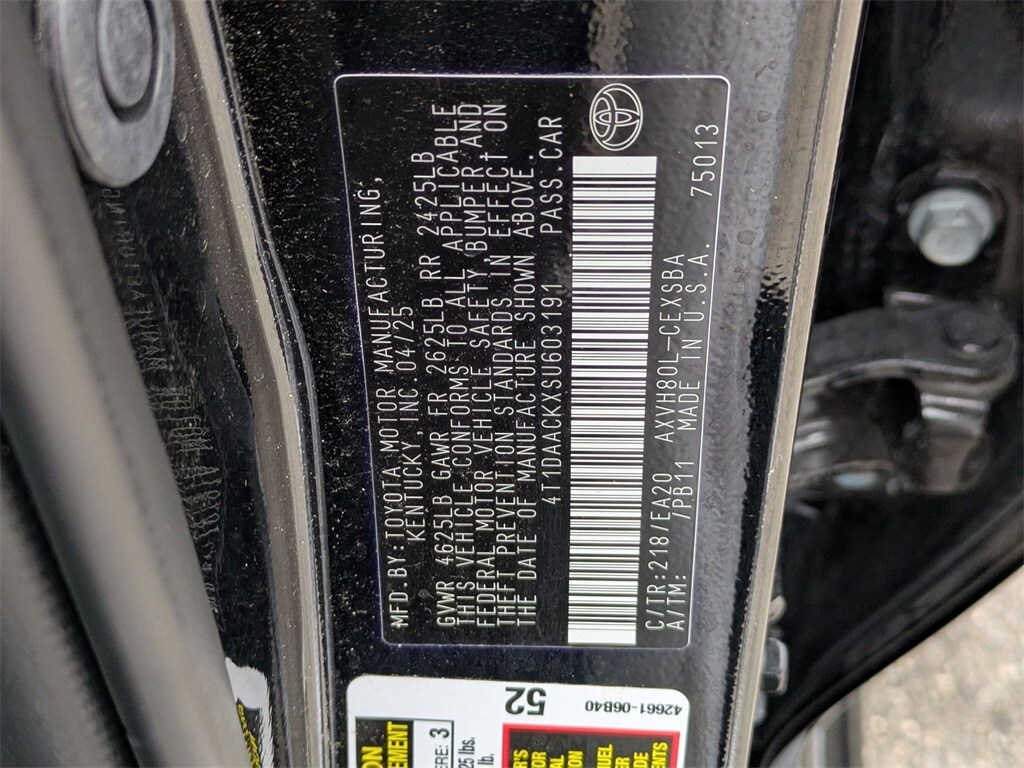 MFD.BY:TOYOTA MOTOR MANUFACTURING,
KENTUCKY, INC.04/25
GVWR 4625LB GAWR FR 2625LB RR 2425LB
THIS VEHICLE CONFORMS TO ALL APPLICABLE
FEDERAL MOTOR VEHICLE SAFETY, BUMPER, AND
THEFT PREVENTION STANDARDS IN EFFECT ON
THE DATE OF MANUFACTURE SHOWN ABOVE.
4T1DAACKXSU603191 PASS.CAR
C/TR:218/EA20 AXVH80L-CEXSBA 75013
A/TM: /PB11 MADE IN U.S.A.
52
42661-06B40
3